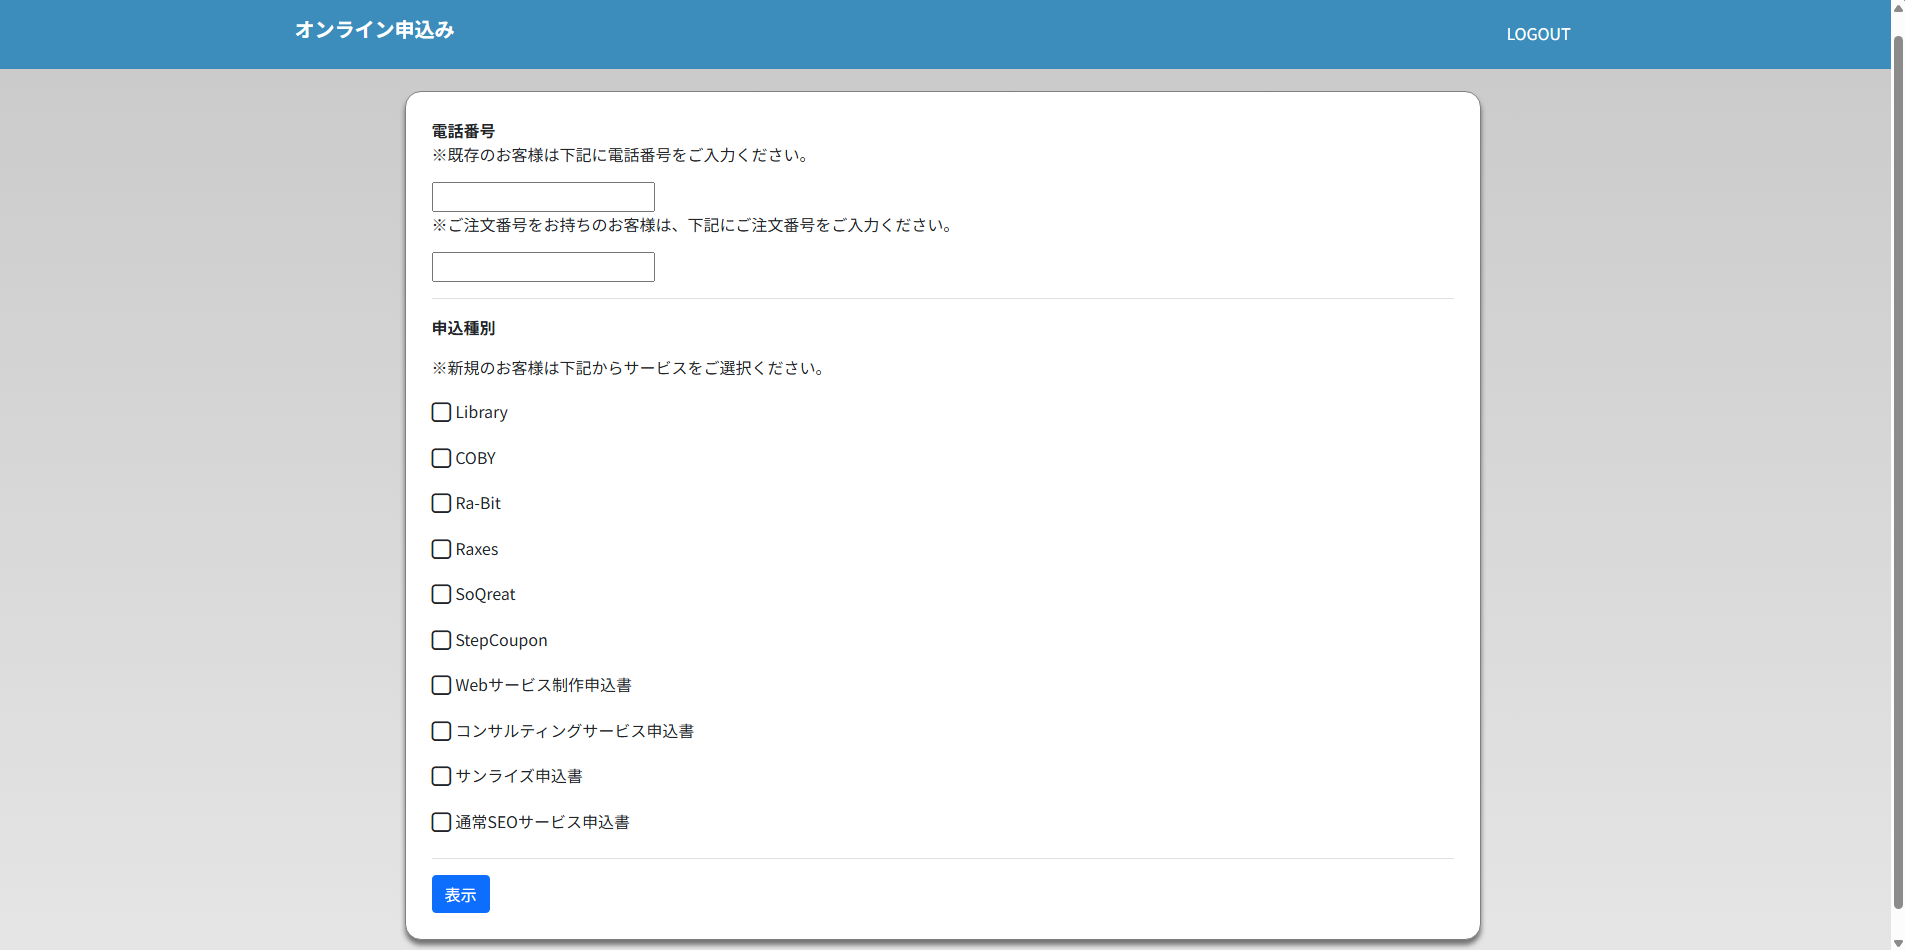 オンライン申込み
LOGOUT
電話番号
※既存のお客様は下記に電話番号をご入力ください。
※ご注文番号をお持ちのお客様は、下記にご注文番号をご入力ください。
申込種別
※新規のお客様は下記からサービスをご選択ください。
Library
COBY
Ra-Bit
Raxes
SoQreat
StepCoupon
Webサービス制作申込書
コンサルティングサービス申込書
サンライズ申込書
通常SEOサービス申込書
表示